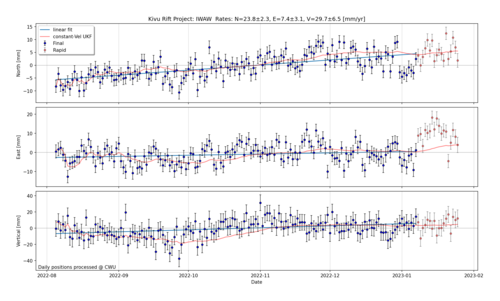 Kivu Rift Project: IWAW Rates: N=23.8±2.3, E=7.4±3.1, V=29.7±6.5 [mm/yr]
linear fit
constant-Vel UKF
Final
Rapid
North [mm]
15
10
5
0
−5
−10
East [mm]
20
10
0
−10
Vertical [mm]
40
20
0
−20
−40
Daily positions processed @ CWU
2022-08
2022-09
2022-10
2022-11
2022-12
2023-01
2023-02
Date